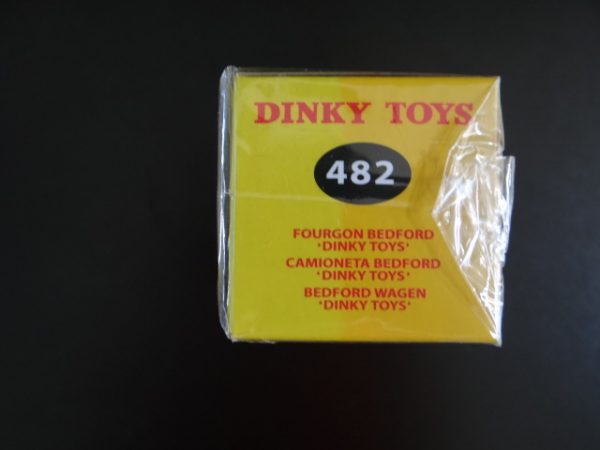 DINKY TOYS
482
FOURGON BEDFORD
'DINKY TOYS'
CAMIONETA BEDFORD
'DINKY TOYS'
BEDFORD WAGEN
'DINKY TOYS'